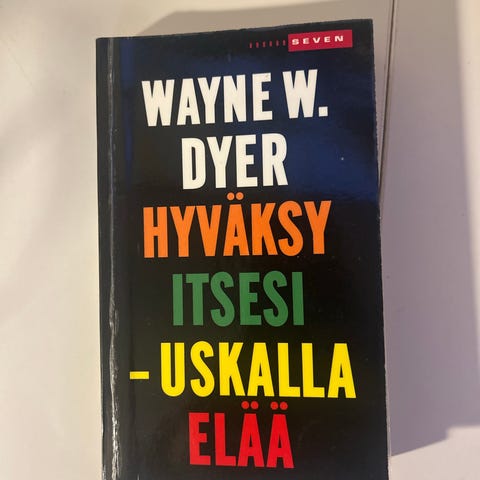 SEVEN
WAYNE W.
DYER
HYVÄKSY
ITSESI
– USKALLA
ELÄÄ